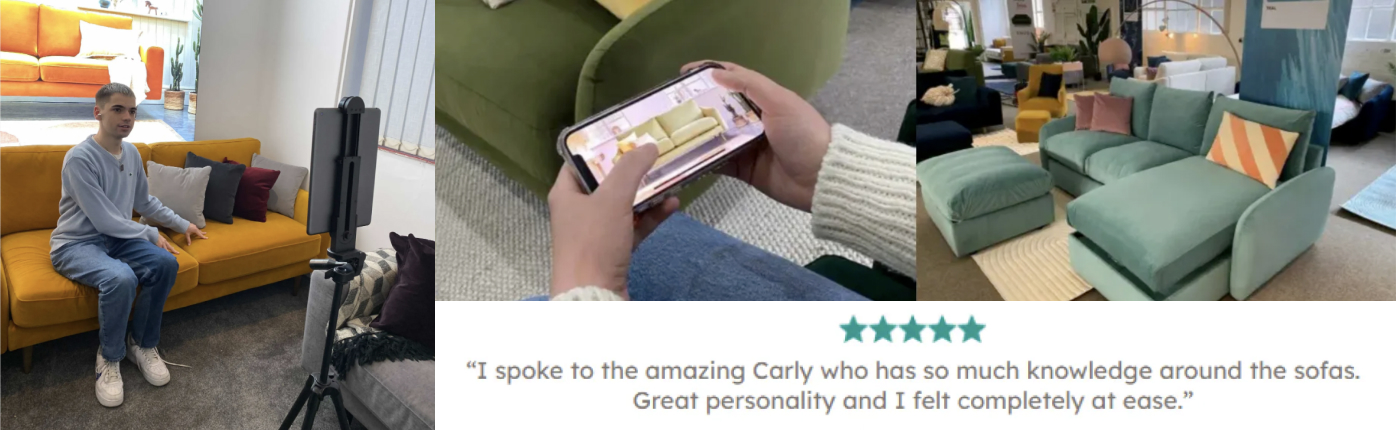 “I spoke to the amazing Carly who has so much knowledge around the sofas.
Great personality and I felt completely at ease.”